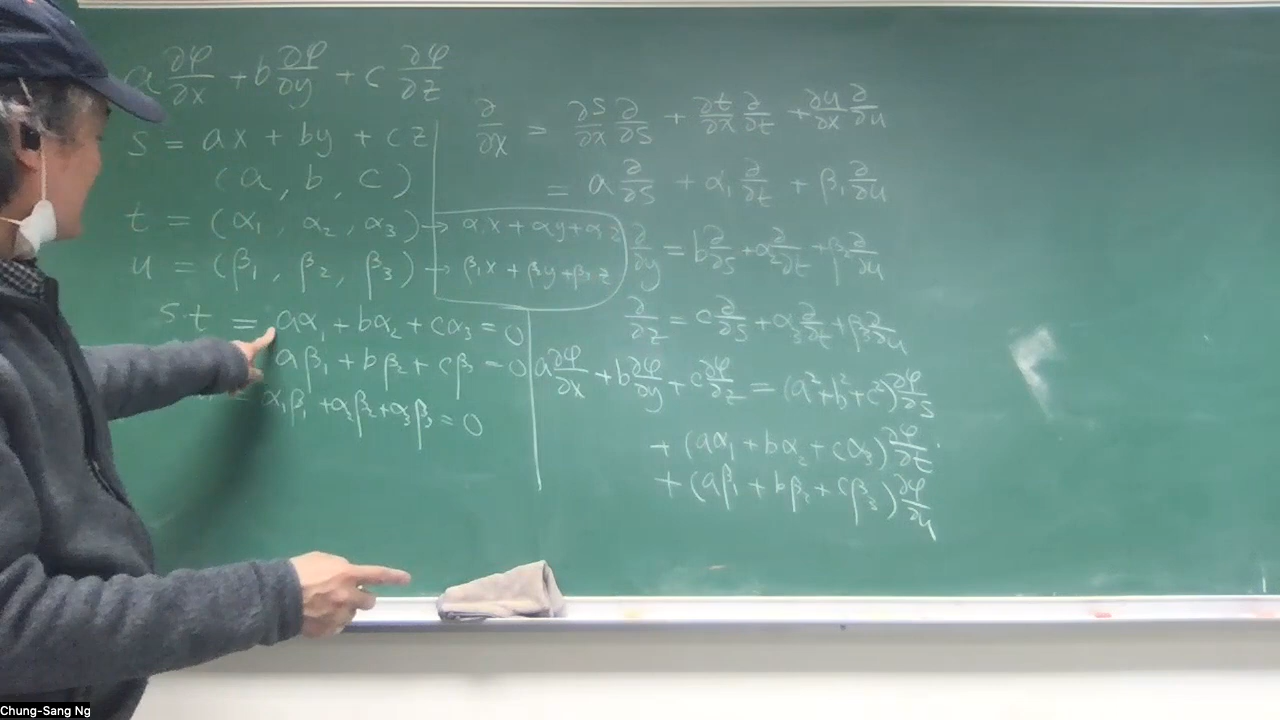 a ∂φ/∂x + b ∂φ/∂y + c ∂φ/∂z
s = ax + by + cz
(a, b, c)
t = (α₁, α₂, α₃) → α₁x + αy + α₃z
u = (β₁, β₂, β₃) → β₁x + β₂y + β₃z
s·t = aα₁ + bα₂ + cα₃ = 0
aβ₁ + bβ₂ + cβ₃ = 0
α₁β₁ + α₂β₂ + α₃β₃ = 0
∂/∂x = ∂s/∂x ∂/∂s + ∂t/∂x ∂/∂t + ∂u/∂x ∂/∂u
= a ∂/∂s + α₁ ∂/∂t + β₁ ∂/∂u
∂/∂y = b ∂/∂s + α₂ ∂/∂t + β₂ ∂/∂u
∂/∂z = c ∂/∂s + α₃ ∂/∂t + β₃ ∂/∂u
a ∂φ/∂x + b ∂φ/∂y + c ∂φ/∂z = (a² + b² + c²) ∂φ/∂s
+ (aα₁ + bα₂ + cα₃) ∂φ/∂t
+ (aβ₁ + bβ₂ + cβ₃) ∂φ/∂u
Chung-Sang Ng